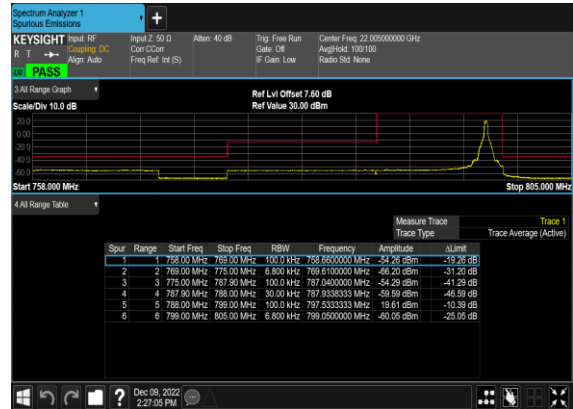 Spectrum Analyzer 1
Spurious Emissions
KEYSIGHT Input: RF Input Z: 50 Ω Atten: 40 dB Trig: Free Run Center Freq: 22.005000000 GHz
R T Coupling: DC Corr CCorr Gate: Off Avg|Hold: 100/100
Align: Auto Freq Ref: Int (S) IF Gain: Low Radio Std: None
LW PASS
3 All Range Graph
Ref Lvl Offset 7.60 dB
Scale/Div 10.0 dB Ref Value 30.00 dBm
20.0
0.00
-20.0
-40.0
-60.0
Start 758.000 MHz Stop 805.000 MHz
4 All Range Table
Measure Trace Trace 1
Trace Type Trace Average (Active)
Spur Range Start Freq Stop Freq RBW Frequency Amplitude ΔLimit
1 1 758.00 MHz 769.00 MHz 100.0 kHz 758.6600000 MHz -54.26 dBm -19.26 dB
2 2 769.00 MHz 775.00 MHz 6.800 kHz 769.6100000 MHz -66.20 dBm -31.20 dB
3 3 775.00 MHz 787.90 MHz 100.0 kHz 787.0400000 MHz -54.29 dBm -41.29 dB
4 4 787.90 MHz 788.00 MHz 30.00 kHz 787.9338333 MHz -59.59 dBm -46.59 dB
5 5 788.00 MHz 799.00 MHz 100.0 kHz 797.5333333 MHz 19.61 dBm -10.39 dB
6 6 799.00 MHz 805.00 MHz 6.800 kHz 799.0500000 MHz -60.05 dBm -25.05 dB
Dec 09, 2022
2:27:05 PM